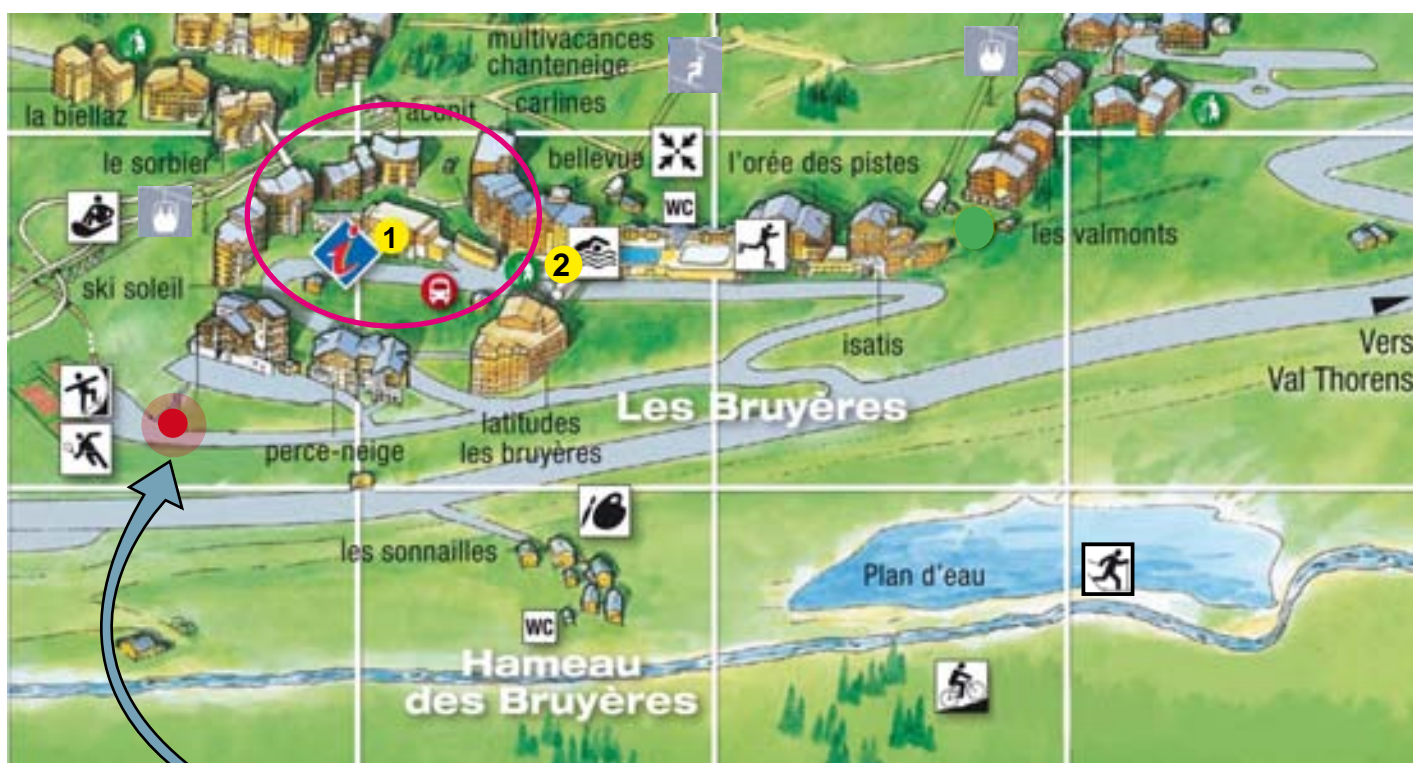 multivacances
chanteneige
la biellaz
aconit
carlines
le sorbier
bellevue
l'orée des pistes
WC
i
1
2
les valmonts
ski soleil
isatis
Vers
Val Thorens
Les Bruyères
perce-neige
latitudes
les bruyères
les sonnailles
Plan d'eau
WC
Hameau
des Bruyères